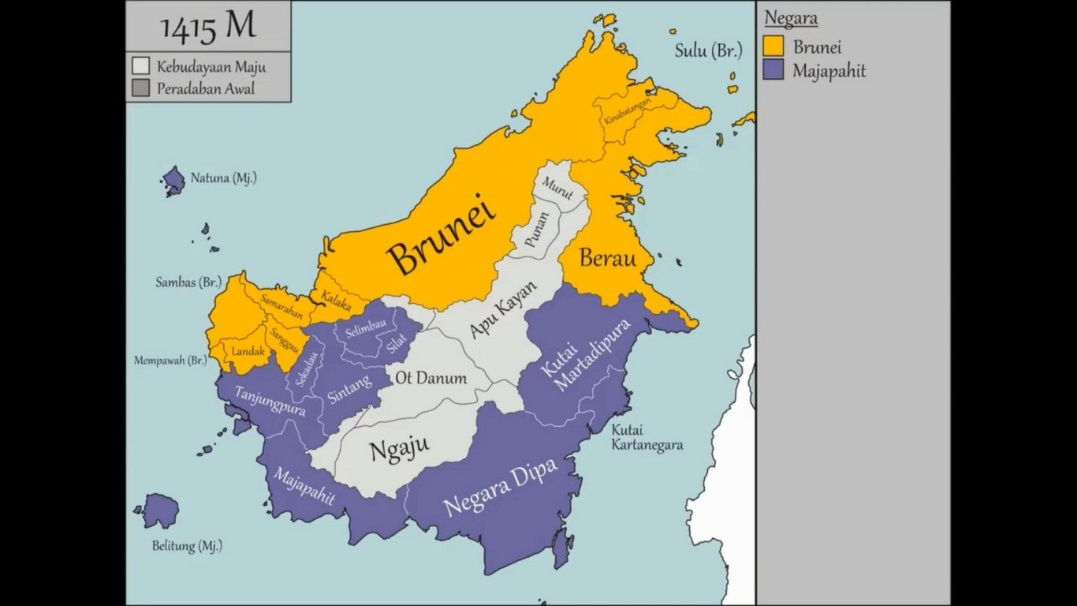 1415 M
Kebudayaan Maju
Peradaban Awal
Negara
Brunei
Majapahit
Sulu (Br.)
Kinabatangan
Natuna (Mj.)
Murut
Punan
Brunei
Berau
Sambas (Br.)
Samarahan
Kalaka
Apu Kayan
Sanggau
Selimbau
Silat
Landak
Mempawah (Br.)
Sekadau
Ot Danum
Kutai
Martadipura
Tanjungpura
Sintang
Kutai
Kartanegara
Ngaju
Majapahit
Negara Dipa
Belitung (Mj.)